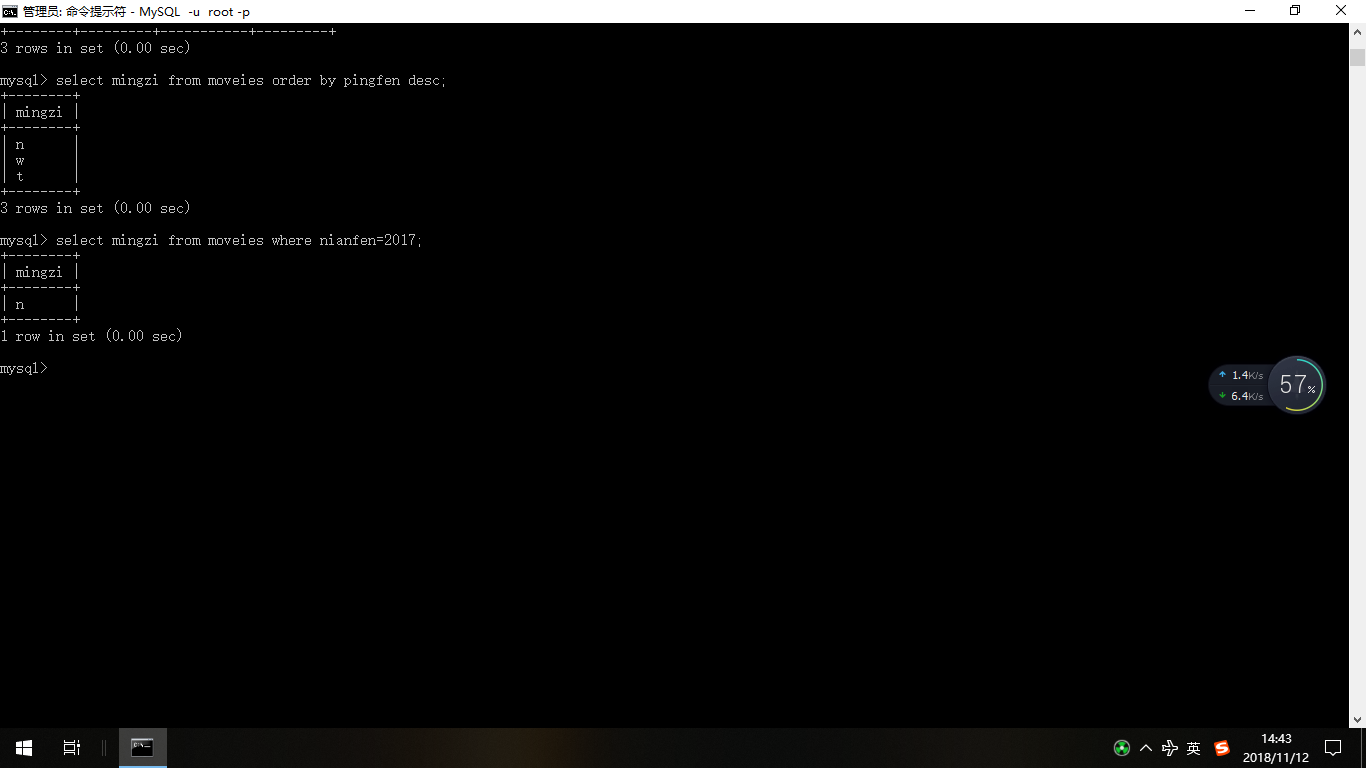 管理员: 命令提示符 - MySQL  -u  root -p
+--------+---------+-----------+---------+
3 rows in set (0.00 sec)
mysql> select mingzi from moveies order by pingfen desc;
+--------+
| mingzi |
+--------+
| n      |
| w      |
| t      |
+--------+
3 rows in set (0.00 sec)
mysql> select mingzi from moveies where nianfen=2017;
+--------+
| mingzi |
+--------+
| n      |
+--------+
1 row in set (0.00 sec)
mysql>
1.4K/s
57%
6.4K/s
英
14:43
2018/11/12